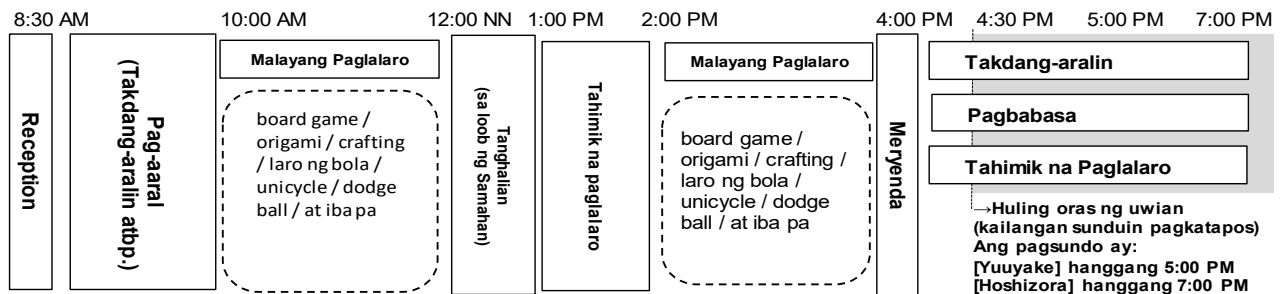 8:30 AM 10:00 AM 12:00 NN 1:00 PM 2:00 PM 4:00 PM 4:30 PM 5:00 PM 7:00 PM
Reception
Pag-aaral
(Takdang-aralin atbp.)
Malayang Paglalaro
board game /
origami / crafting
/ laro ng bola /
unicycle / dodge
ball / at iba pa
Tanghalian
(sa loob ng Samahan)
Tahimik na paglalaro
Malayang Paglalaro
board game /
origami / crafting /
laro ng bola /
unicycle / dodge
ball / at iba pa
Meryenda
Takdang-aralin
Pagbabasa
Tahimik na Paglalaro
→Huling oras ng uwian
(kailangan sunduin pagkatapos)
Ang pagsundo ay:
[Yuuyake] hanggang 5:00 PM
[Hoshizora] hanggang 7:00 PM